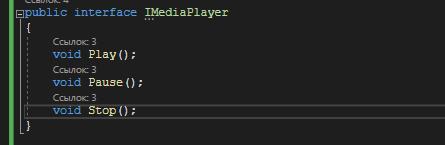 Ссылок: 4
public interface IMediaPlayer
{
Ссылок: 3
void Play();
Ссылок: 3
void Pause();
Ссылок: 3
void Stop();
}